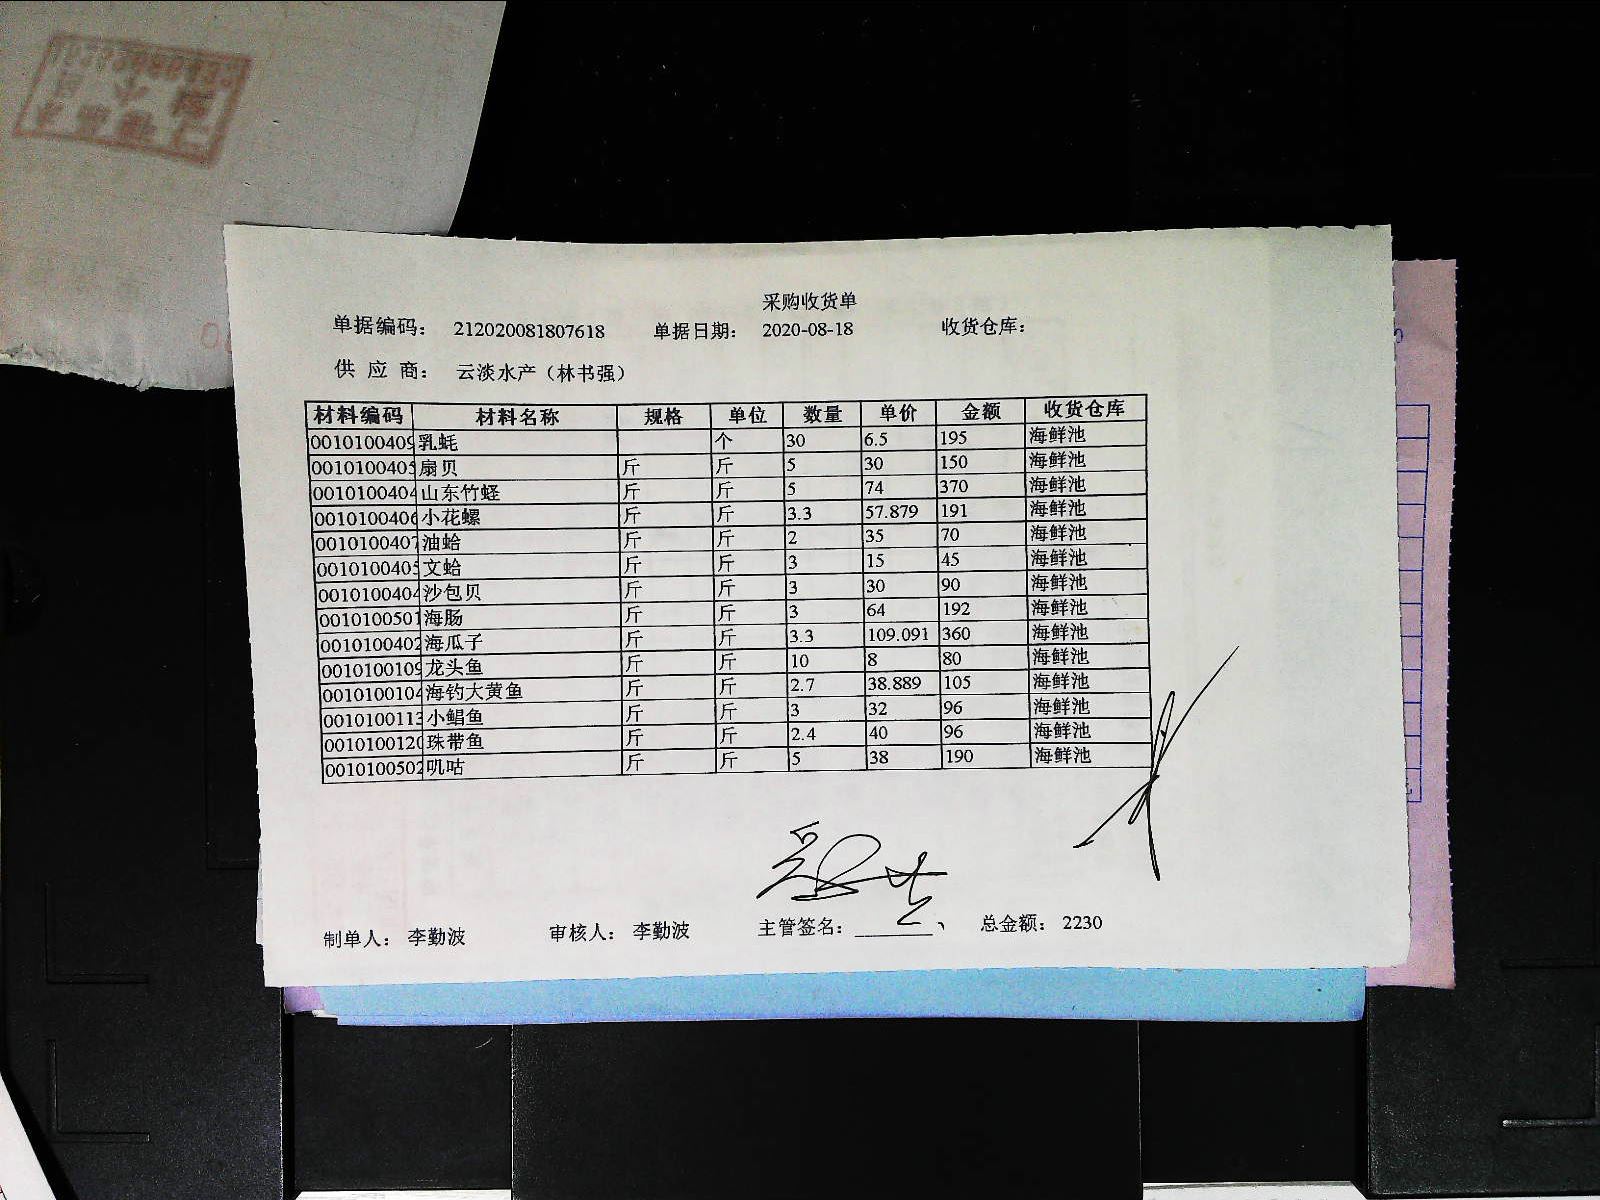 采购收货单
单据编码： 212020081807618 单据日期： 2020-08-18 收货仓库：
供 应 商： 云淡水产（林书强）
材料编码 材料名称 规格 单位 数量 单价 金额 收货仓库
0010100409 乳蚝 个 30 6.5 195 海鲜池
0010100405 扇贝 斤 斤 5 30 150 海鲜池
0010100404 山东竹蛏 斤 斤 5 74 370 海鲜池
0010100406 小花螺 斤 斤 3.3 57.879 191 海鲜池
0010100407 油蛤 斤 斤 2 35 70 海鲜池
0010100405 文蛤 斤 斤 3 15 45 海鲜池
0010100404 沙包贝 斤 斤 3 30 90 海鲜池
0010100501 海肠 斤 斤 3 64 192 海鲜池
0010100402 海瓜子 斤 斤 3.3 109.091 360 海鲜池
0010100109 龙头鱼 斤 斤 10 8 80 海鲜池
0010100104 海钓大黄鱼 斤 斤 2.7 38.889 105 海鲜池
0010100113 小鲳鱼 斤 斤 3 32 96 海鲜池
0010100120 珠带鱼 斤 斤 2.4 40 96 海鲜池
0010100502 叽咕 斤 斤 5 38 190 海鲜池
制单人： 李勤波 审核人： 李勤波 主管签名： 总金额： 2230